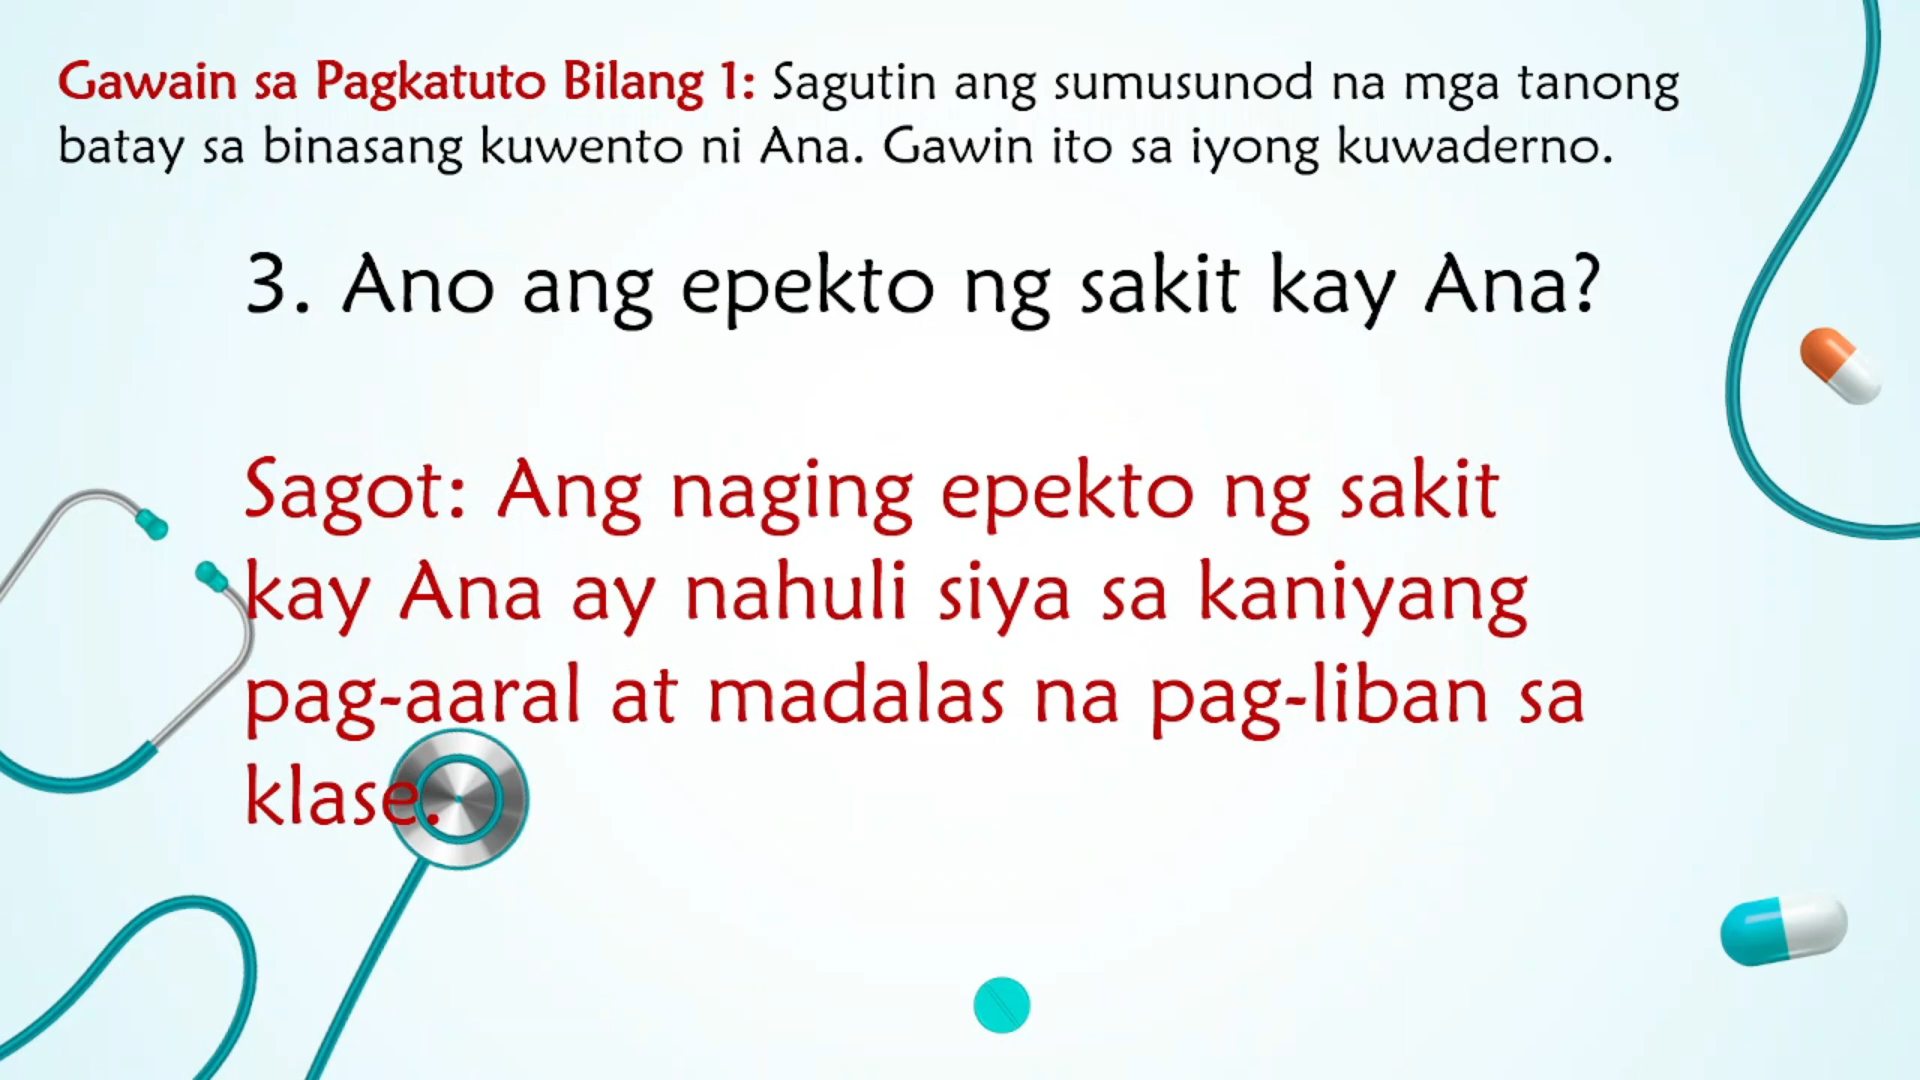 Gawain sa Pagkatuto Bilang 1: Sagutin ang sumusunod na mga tanong
batay sa binasang kuwento ni Ana. Gawin ito sa iyong kuwaderno.
3. Ano ang epekto ng sakit kay Ana?
Sagot: Ang naging epekto ng sakit
kay Ana ay nahuli siya sa kaniyang
pag-aaral at madalas na pag-liban sa
klase.